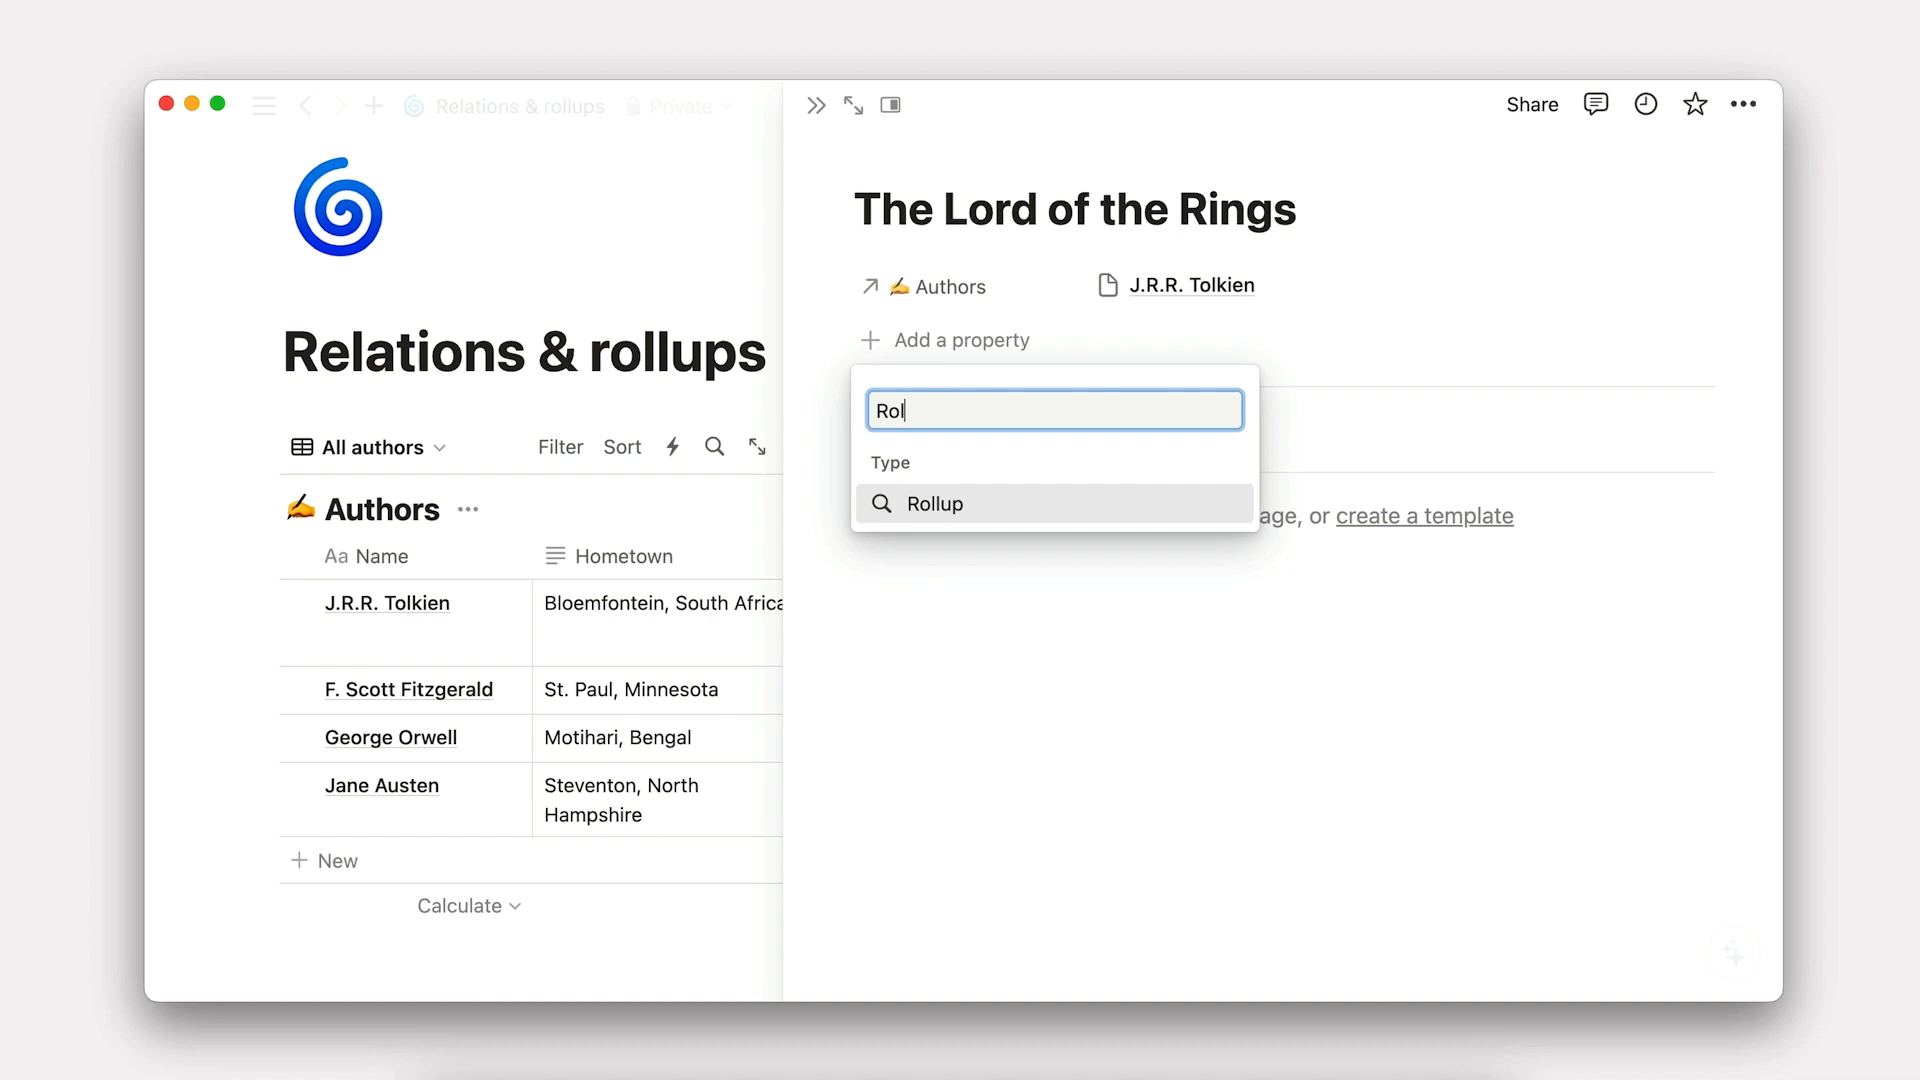 Relations & rollups
Private
Relations & rollups
All authors
Filter
Sort
Authors
Aa Name
Hometown
J.R.R. Tolkien
Bloemfontein, South Africa
F. Scott Fitzgerald
St. Paul, Minnesota
George Orwell
Motihari, Bengal
Jane Austen
Steventon, North
Hampshire
New
Calculate
Share
The Lord of the Rings
Authors
J.R.R. Tolkien
Add a property
Rol
Type
Rollup
age, or create a template